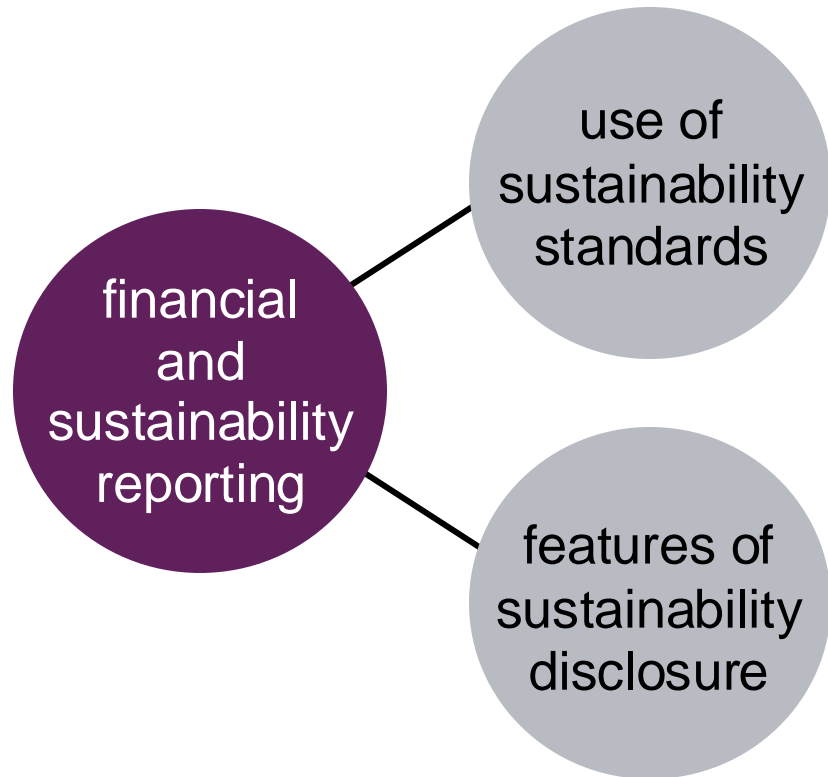 use of
sustainability
standards
financial
and
sustainability
reporting
features of
sustainability
disclosure